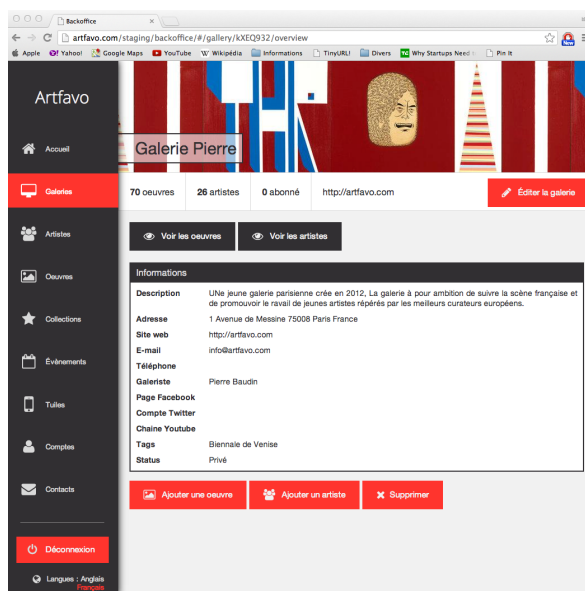 Backoffice
artfavo.com/staging/backoffice/#/gallery/kXEQ932/overview
New
Apple Yahoo! Google Maps YouTube Wikipédia Informations TinyURL! Divers Why Startups Need Pin It
Artfavo
Accueil
Galeries
Artistes
Oeuvres
Collections
Évènements
Tuiles
Comptes
Contacts
Déconnexion
Langues : Anglais
Français
Galerie Pierre
70 oeuvres 26 artistes 0 abonné http://artfavo.com Éditer la galerie
Voir les oeuvres Voir les artistes
Informations
Description UNe jeune galerie parisienne crée en 2012, La galerie à pour ambition de suivre la scène française et
de promouvoir le ravail de jeunes artistes répérés par les meilleurs curateurs européens.
Adresse 1 Avenue de Messine 75008 Paris France
Site web http://artfavo.com
E-mail info@artfavo.com
Téléphone
Galeriste Pierre Baudin
Page Facebook
Compte Twitter
Chaine Youtube
Tags Biennale de Venise
Status Privé
Ajouter une oeuvre Ajouter un artiste Supprimer